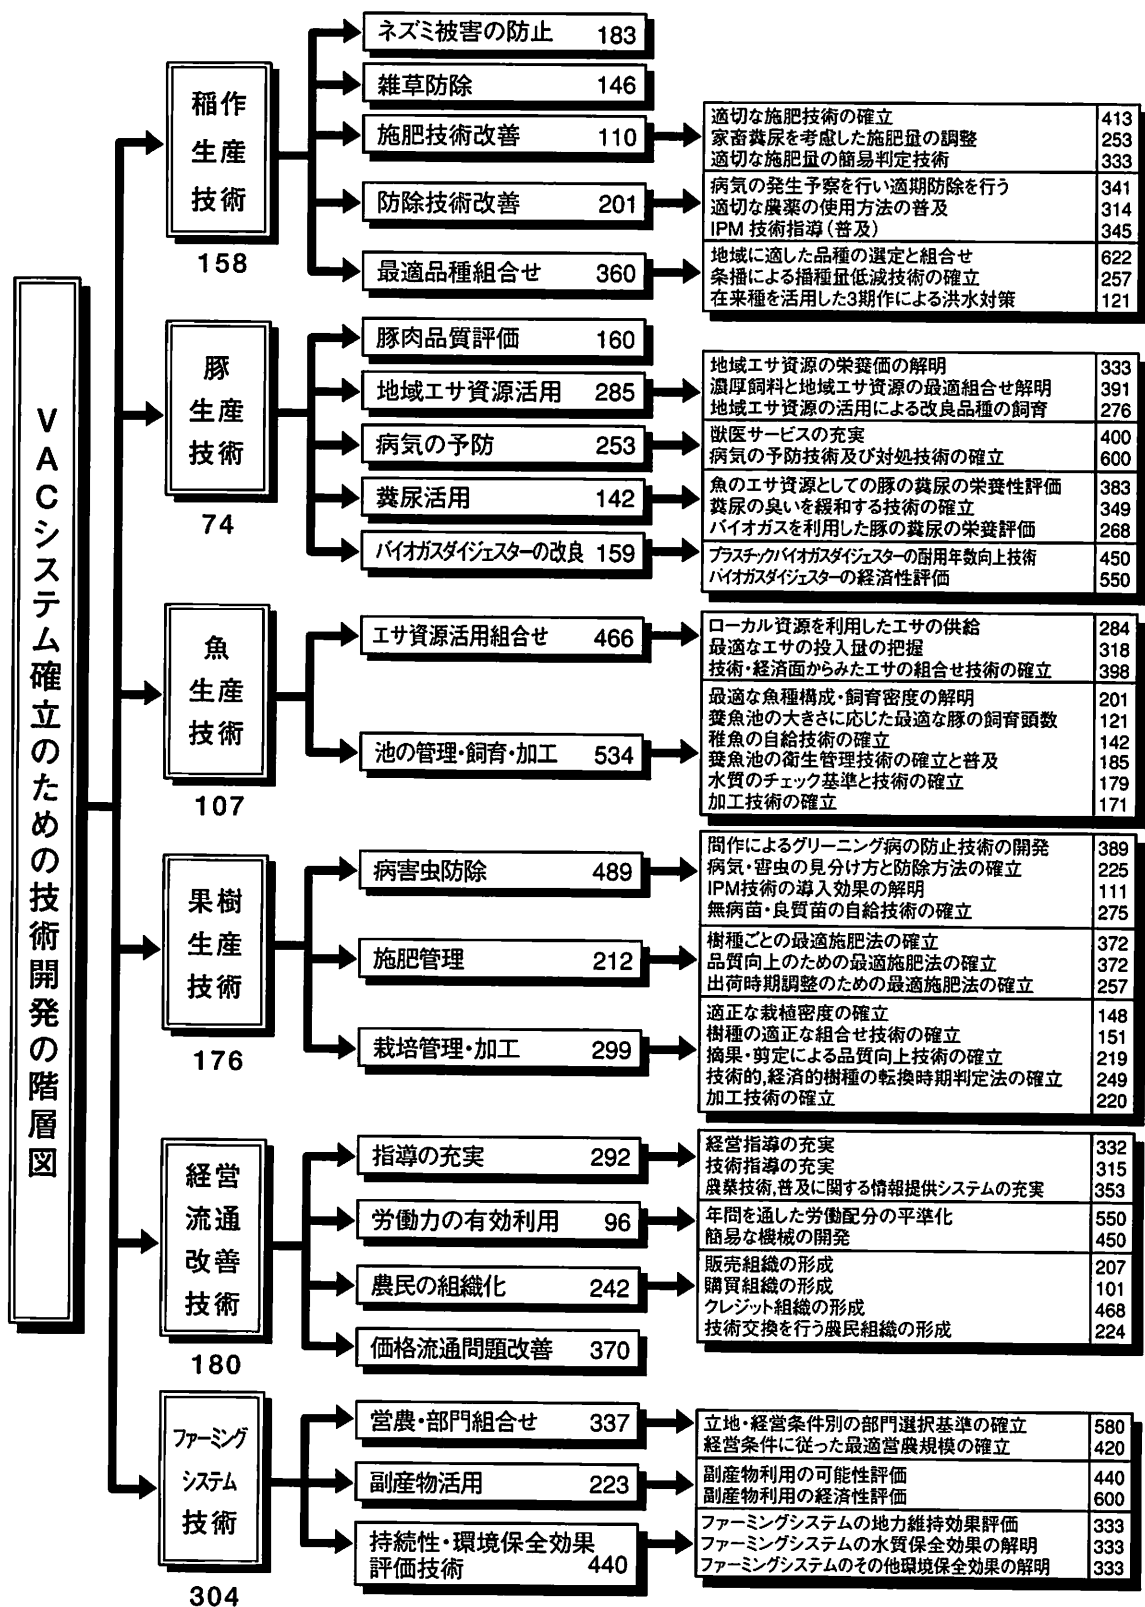 VACシステム確立のための技術開発の階層図
稲作
生産
技術
158
ネズミ被害の防止 183
雑草防除 146
施肥技術改善 110
適切な施肥技術の確立 413
家畜糞尿を考慮した施肥量の調整 253
適切な施肥量の簡易判定技術 333
防除技術改善 201
病気の発生予察を行い適期防除を行う 341
適切な農薬の使用方法の普及 314
IPM 技術指導(普及) 345
最適品種組合せ 360
地域に適した品種の選定と組合せ 622
条播による播種量低減技術の確立 257
在来種を活用した3期作による洪水対策 121
豚
生産
技術
74
豚肉品質評価 160
地域エサ資源活用 285
地域エサ資源の栄養価の解明 333
濃厚飼料と地域エサ資源の最適組合せ解明 391
地域エサ資源の活用による改良品種の飼育 276
病気の予防 253
獣医サービスの充実 400
病気の予防技術及び対処技術の確立 600
糞尿活用 142
魚のエサ資源としての豚の糞尿の栄養性評価 383
糞尿の臭いを緩和する技術の確立 349
バイオガスを利用した豚の糞尿の栄養評価 268
バイオガスダイジェスターの改良 159
プラスチックバイオガスダイジェスターの耐用年数向上技術 450
バイオガスダイジェスターの経済性評価 550
魚
生産
技術
107
エサ資源活用組合せ 466
ローカル資源を利用したエサの供給 284
最適なエサの投入量の把握 318
技術・経済面からみたエサの組合せ技術の確立 398
池の管理・飼育・加工 534
最適な魚種構成・飼育密度の解明 201
養魚池の大きさに応じた最適な豚の飼育頭数 121
稚魚の自給技術の確立 142
養魚池の衛生管理技術の確立と普及 185
水質のチェック基準と技術の確立 179
加工技術の確立 171
果樹
生産
技術
176
病害虫防除 489
間作によるグリーニング病の防止技術の開発 389
病気・害虫の見分け方と防除方法の確立 225
IPM技術の導入効果の解明 111
無病苗・良質苗の自給技術の確立 275
施肥管理 212
樹種ごとの最適施肥法の確立 372
品質向上のための最適施肥法の確立 372
出荷時期調整のための最適施肥法の確立 257
栽培管理・加工 299
適正な栽植密度の確立 148
樹種の適正な組合せ技術の確立 151
摘果・剪定による品質向上技術の確立 219
技術的,経済的樹種の転換時期判定法の確立 249
加工技術の確立 220
経営
流通
改善
技術
180
指導の充実 292
経営指導の充実 332
技術指導の充実 315
農業技術,普及に関する情報提供システムの充実 353
労働力の有効利用 96
年間を通した労働配分の平準化 550
簡易な機械の開発 450
農民の組織化 242
販売組織の形成 207
購買組織の形成 101
クレジット組織の形成 468
技術交換を行う農民組織の形成 224
価格流通問題改善 370
ファーミング
システム
技術
304
営農・部門組合せ 337
立地・経営条件別の部門選択基準の確立 580
経営条件に従った最適営農規模の確立 420
副産物活用 223
副産物利用の可能性評価 440
副産物利用の経済性評価 600
持続性・環境保全効果
評価技術 440
ファーミングシステムの地力維持効果評価 333
ファーミングシステムの水質保全効果の解明 333
ファーミングシステムのその他環境保全効果の解明 333